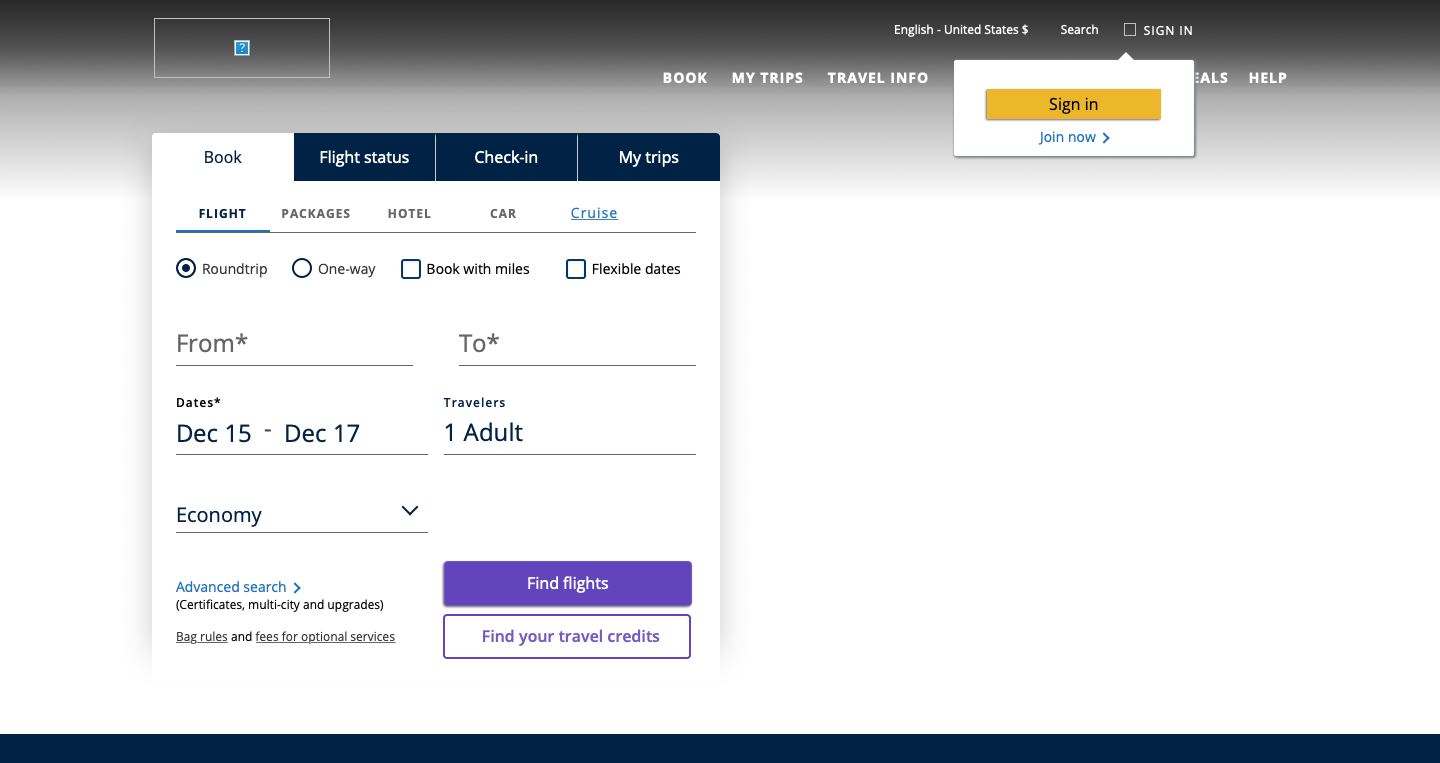 English - United States $ Search SIGN IN
BOOK MY TRIPS TRAVEL INFO HELP
Sign in
Join now
Book Flight status Check-in My trips
FLIGHT PACKAGES HOTEL CAR Cruise
Roundtrip One-way Book with miles Flexible dates
From* To*
Dates* Travelers
Dec 15 - Dec 17 1 Adult
Economy
Advanced search
(Certificates, multi-city and upgrades)
Bag rules and fees for optional services
Find flights
Find your travel credits